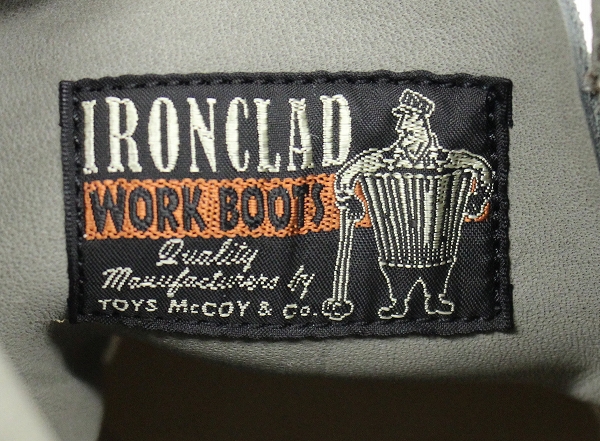 IRONCLAD
WORK BOOTS
Quality
Manufacturers by
TOYS McCOY & Co.